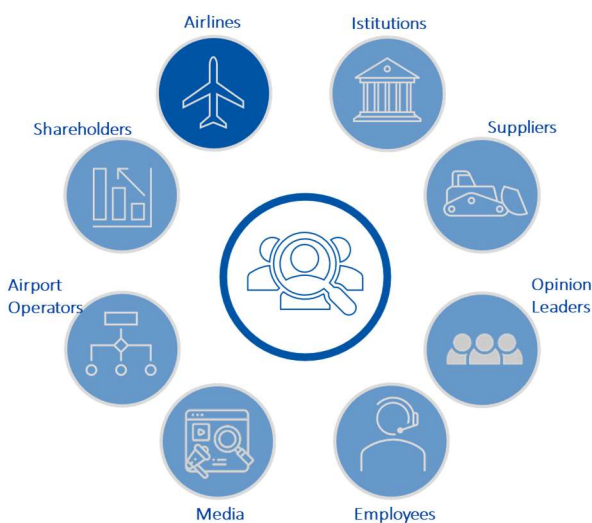 Airlines
Istitutions
Shareholders
Suppliers
Airport
Operators
Opinion
Leaders
Media
Employees